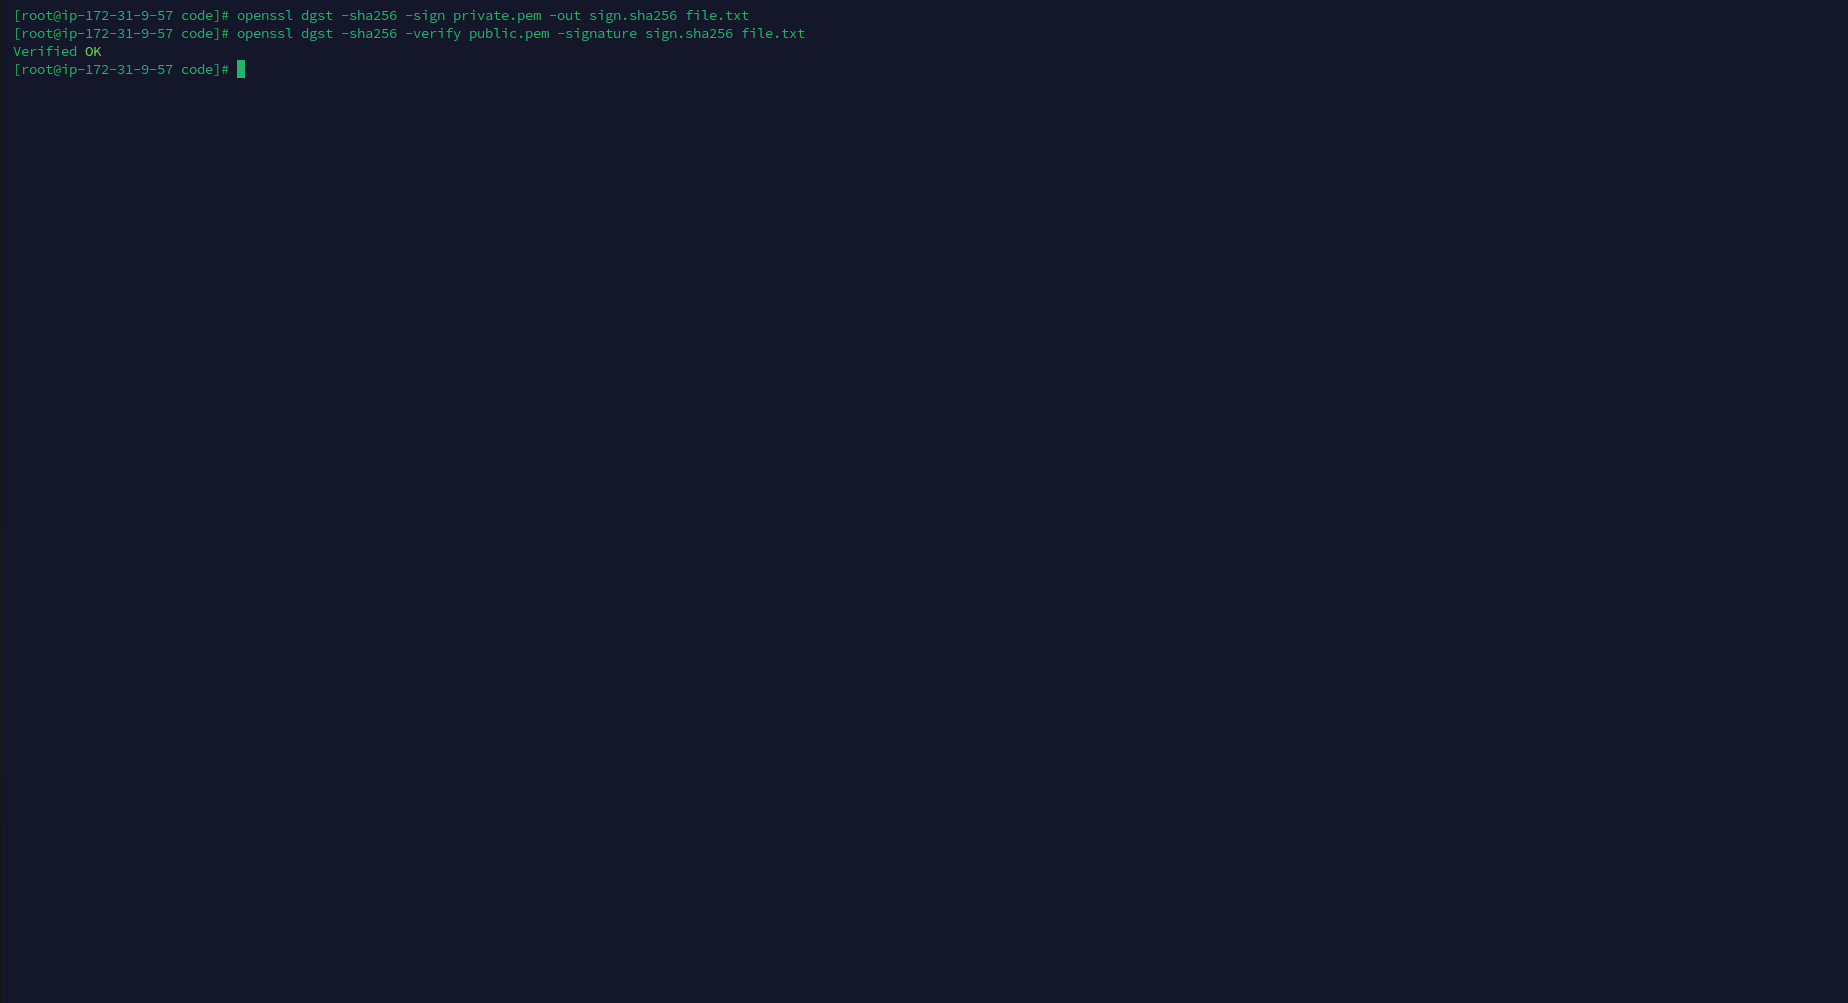 [root@ip-172-31-9-57 code]# openssl dgst -sha256 -sign private.pem -out sign.sha256 file.txt
[root@ip-172-31-9-57 code]# openssl dgst -sha256 -verify public.pem -signature sign.sha256 file.txt
Verified OK
[root@ip-172-31-9-57 code]#